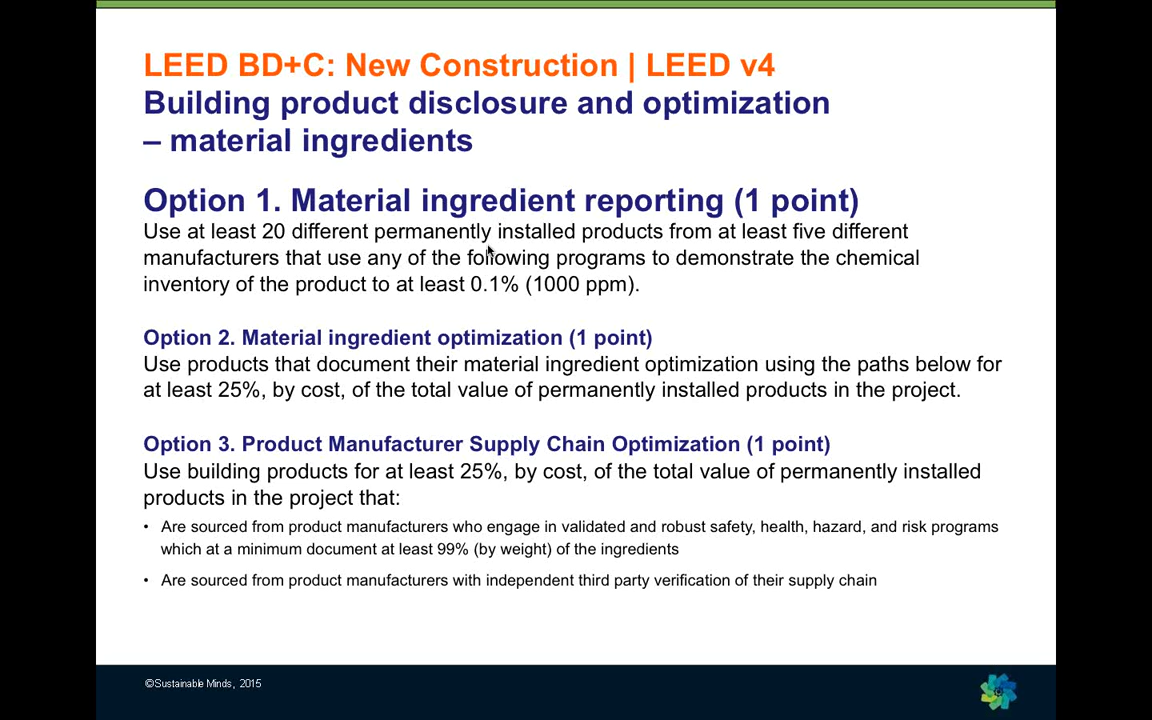 LEED BD+C: New Construction | LEED v4
Building product disclosure and optimization
– material ingredients
Option 1. Material ingredient reporting (1 point)
Use at least 20 different permanently installed products from at least five different
manufacturers that use any of the following programs to demonstrate the chemical
inventory of the product to at least 0.1% (1000 ppm).
Option 2. Material ingredient optimization (1 point)
Use products that document their material ingredient optimization using the paths below for
at least 25%, by cost, of the total value of permanently installed products in the project.
Option 3. Product Manufacturer Supply Chain Optimization (1 point)
Use building products for at least 25%, by cost, of the total value of permanently installed
products in the project that:
• Are sourced from product manufacturers who engage in validated and robust safety, health, hazard, and risk programs
which at a minimum document at least 99% (by weight) of the ingredients
• Are sourced from product manufacturers with independent third party verification of their supply chain
©Sustainable Minds, 2015